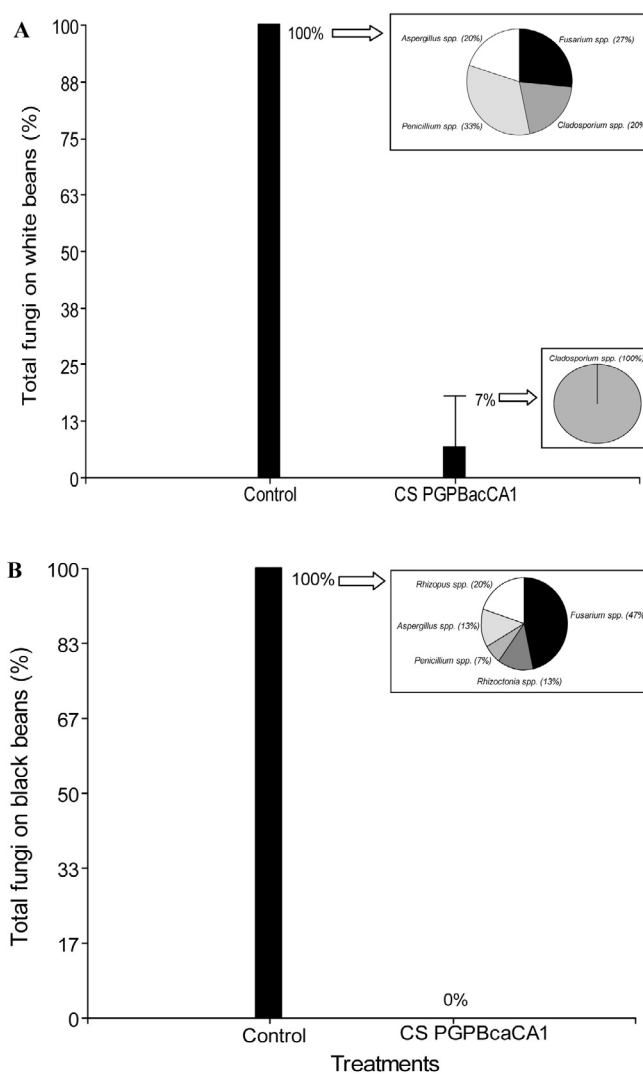 A
Total fungi on white beans (%)
100
88
75
63
50
38
25
13
0
100%
Aspergillus spp. (20%)
Fusarium spp. (27%)
Penicillium spp. (33%)
Cladosporium spp. (20%
7%
Cladosporium spp. (100%)
Control
CS PGPBacCA1
B
Total fungi on black beans (%)
100
83
67
50
33
17
0
100%
Rhizopus spp. (20%)
Fusarium spp. (47%
Aspergillus spp. (13%)
Penicillium spp. (7%)
Rhizoctonia spp. (13%)
0%
Control
CS PGPBcaCA1
Treatments